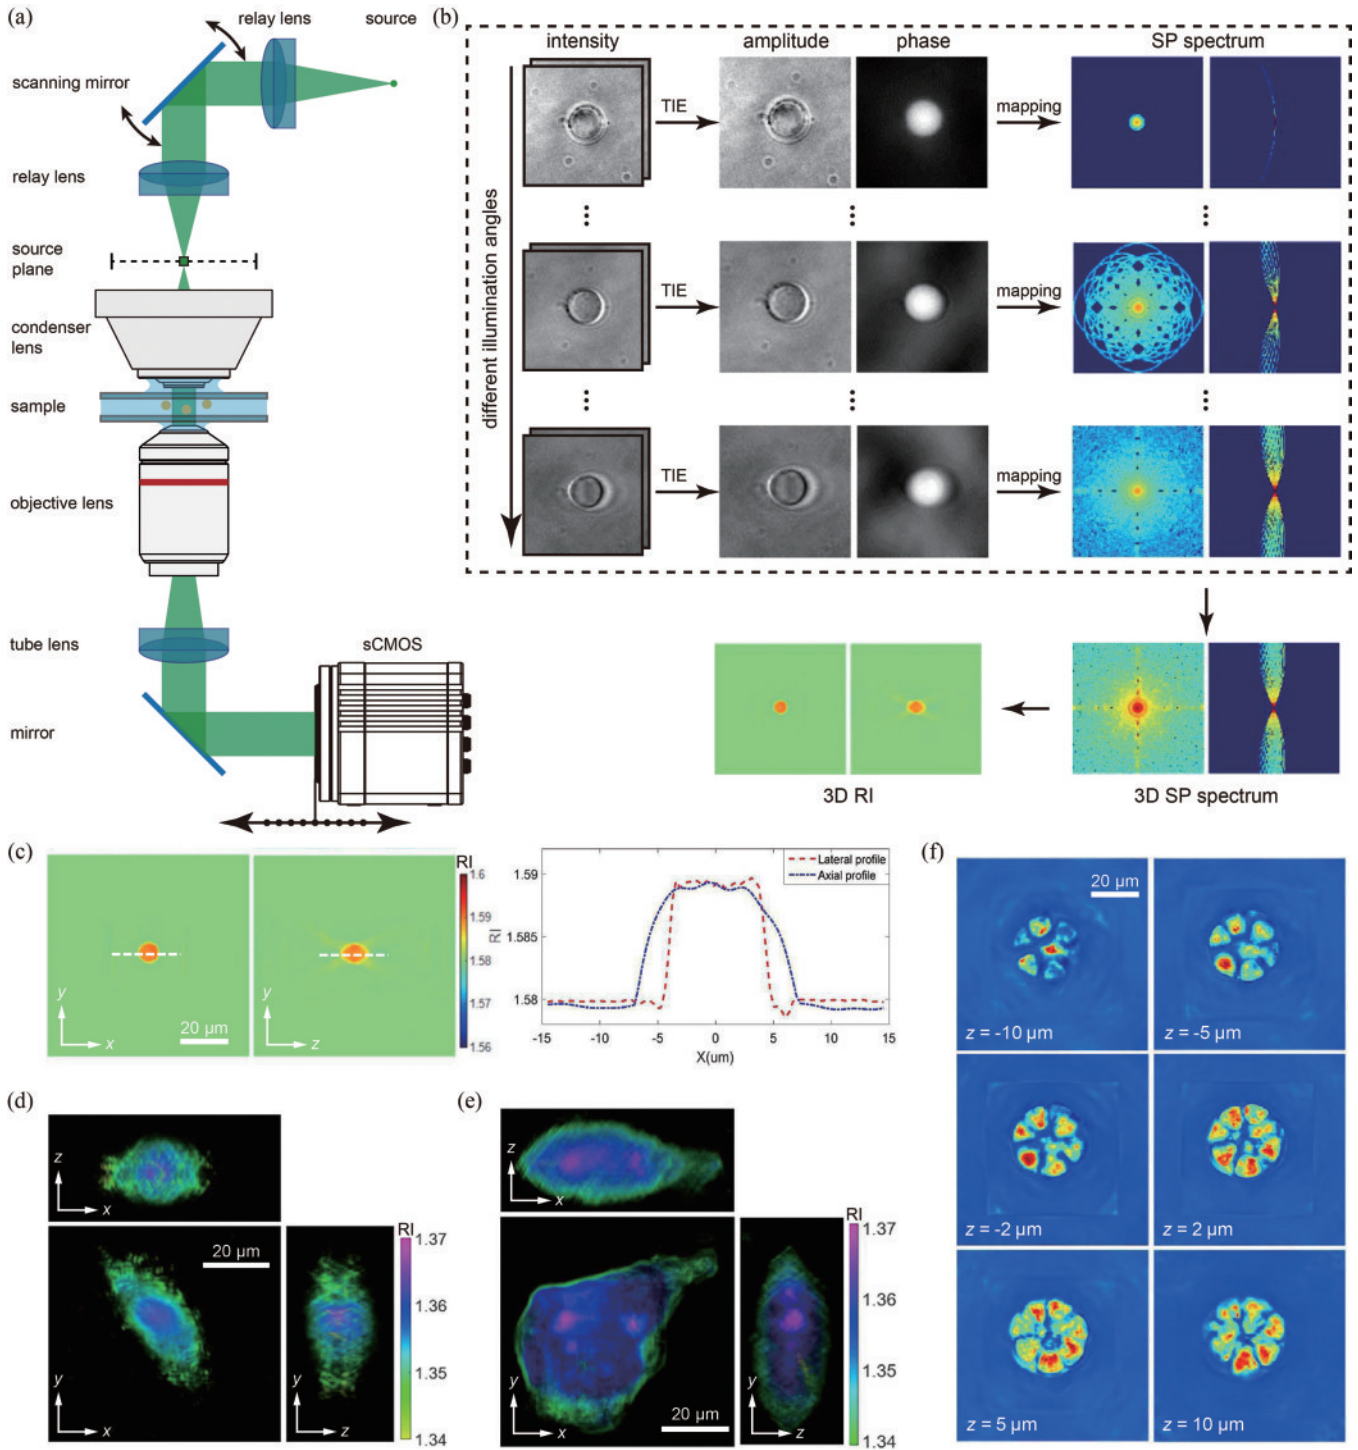 (a)
relay lens
source
scanning mirror
relay lens
source
plane
condenser
lens
sample
objective lens
tube lens
sCMOS
mirror
(b)
intensity
amplitude
phase
SP spectrum
different illumination angles
TIE
mapping
TIE
mapping
TIE
mapping
3D RI
3D SP spectrum
(c)
y
x
20 μm
y
z
RI
1.6
1.59
1.58
1.57
1.56
RI
1.59
1.585
1.58
-15
-10
-5
0
5
10
15
X(um)
Lateral profile
Axial profile
(d)
z
x
20 μm
y
x
y
z
RI
1.37
1.36
1.35
1.34
(e)
z
x
y
x
20 μm
y
z
RI
1.37
1.36
1.35
1.34
(f)
20 μm
z = -10 μm
z = -5 μm
z = -2 μm
z = 2 μm
z = 5 μm
z = 10 μm